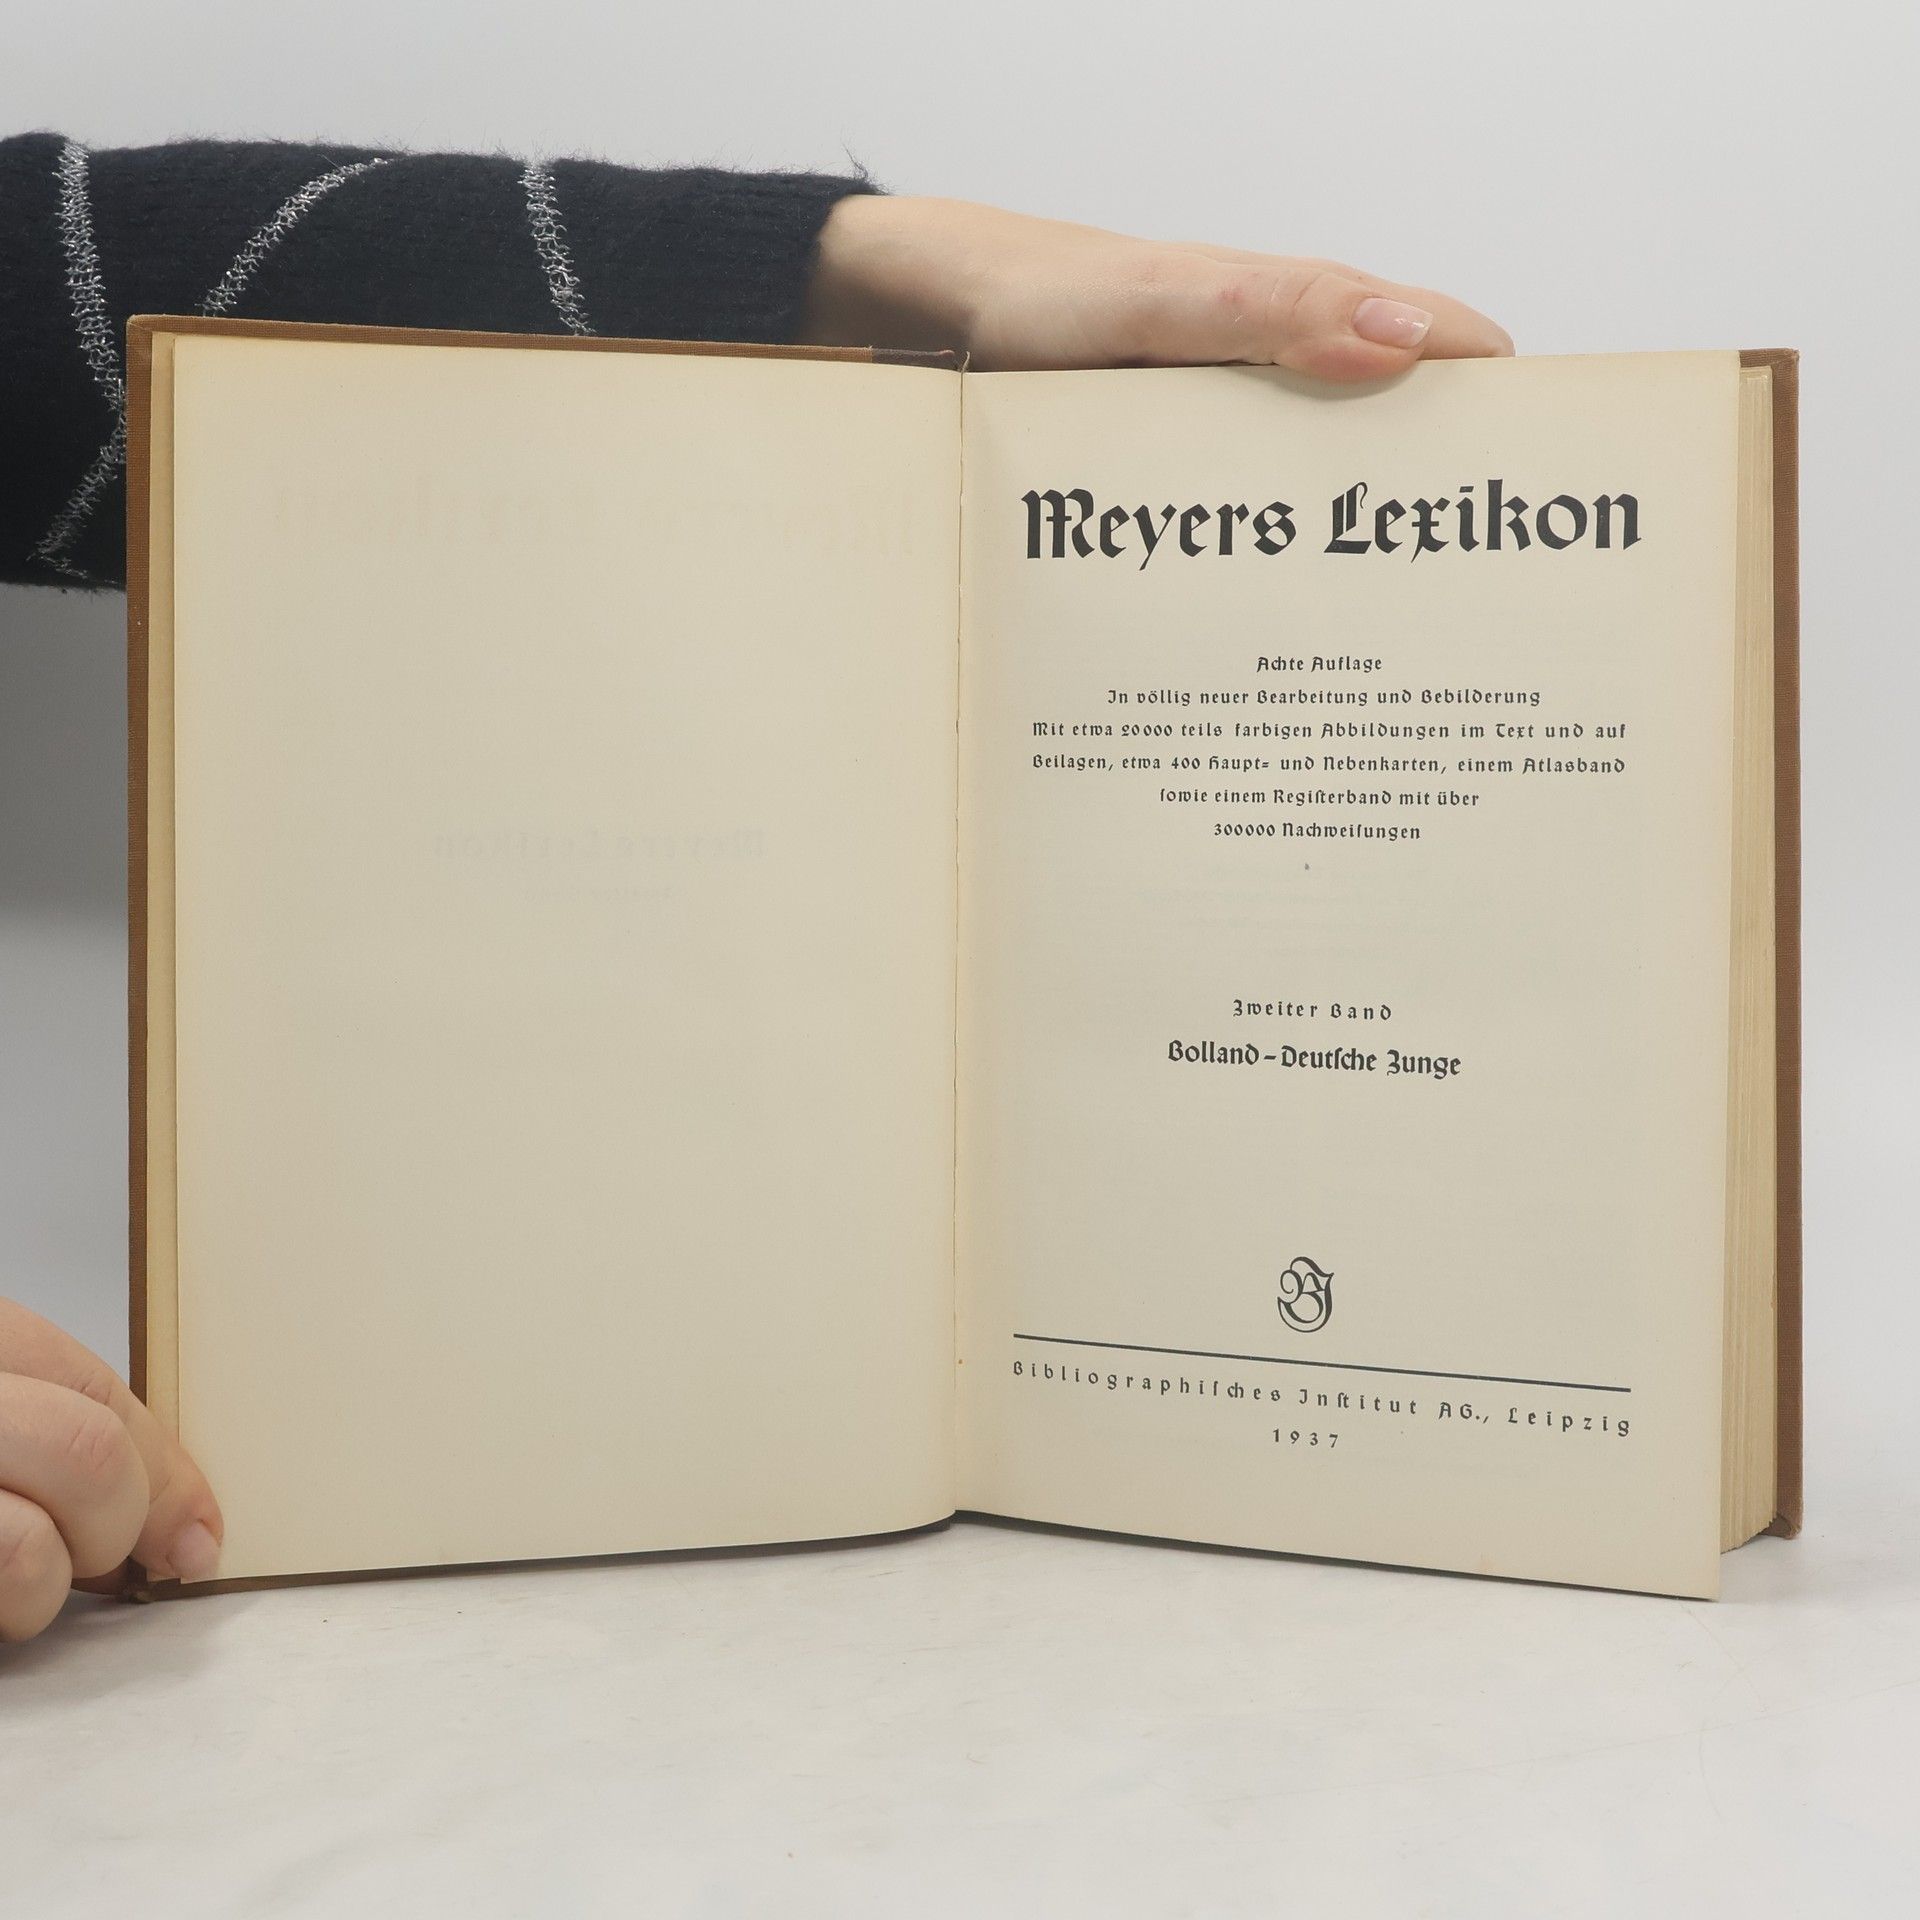 Meyers Lexikon
Achte Auflage
In völlig neuer Bearbeitung und Bebilderung
Mit etwa 20000 teils farbigen Abbildungen im Text und auf
Beilagen, etwa 400 Haupt= und Nebenkarten, einem Atlasband
ſowie einem Regiſterband mit über
300000 Nachweiſungen
Zweiter Band
Bolland–Deutſche Zunge
BI
Bibliographiſches Inſtitut AG., Leipzig
1937